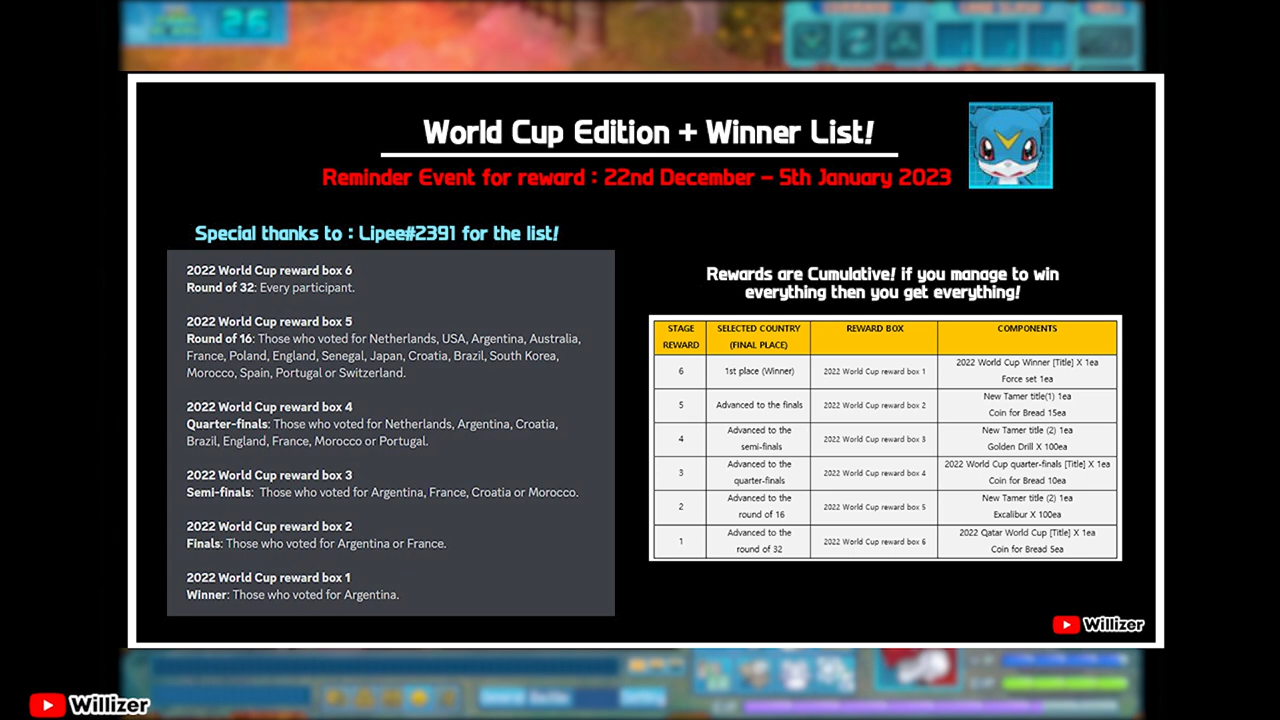 26
World Cup Edition + Winner List!
Reminder Event for reward : 22nd December – 5th January 2023
Special thanks to : Lipee#2391 for the list!
2022 World Cup reward box 6
Round of 32: Every participant.
2022 World Cup reward box 5
Round of 16: Those who voted for Netherlands, USA, Argentina, Australia,
France, Poland, England, Senegal, Japan, Croatia, Brazil, South Korea,
Morocco, Spain, Portugal or Switzerland.
2022 World Cup reward box 4
Quarter-finals: Those who voted for Netherlands, Argentina, Croatia,
Brazil, England, France, Morocco or Portugal.
2022 World Cup reward box 3
Semi-finals: Those who voted for Argentina, France, Croatia or Morocco.
2022 World Cup reward box 2
Finals: Those who voted for Argentina or France.
2022 World Cup reward box 1
Winner: Those who voted for Argentina.
Rewards are Cumulative! if you manage to win
everything then you get everything!
STAGE REWARD SELECTED COUNTRY (FINAL PLACE) REWARD BOX COMPONENTS
6 1st place (Winner) 2022 World Cup reward box 1 2022 World Cup Winner [Title] X 1ea
Force set 1ea
5 Advanced to the finals 2022 World Cup reward box 2 New Tamer title(1) 1ea
Coin for Bread 15ea
4 Advanced to the semi-finals 2022 World Cup reward box 3 New Tamer title (2) 1ea
Golden Drill X 100ea
3 Advanced to the quarter-finals 2022 World Cup reward box 4 2022 World Cup quarter-finals [Title] X 1ea
Coin for Bread 10ea
2 Advanced to the round of 16 2022 World Cup reward box 5 New Tamer title (2) 1ea
Excalibur X 100ea
1 Advanced to the round of 32 2022 World Cup reward box 6 2022 Qatar World Cup [Title] X 1ea
Coin for Bread 5ea
Willizer
Willizer